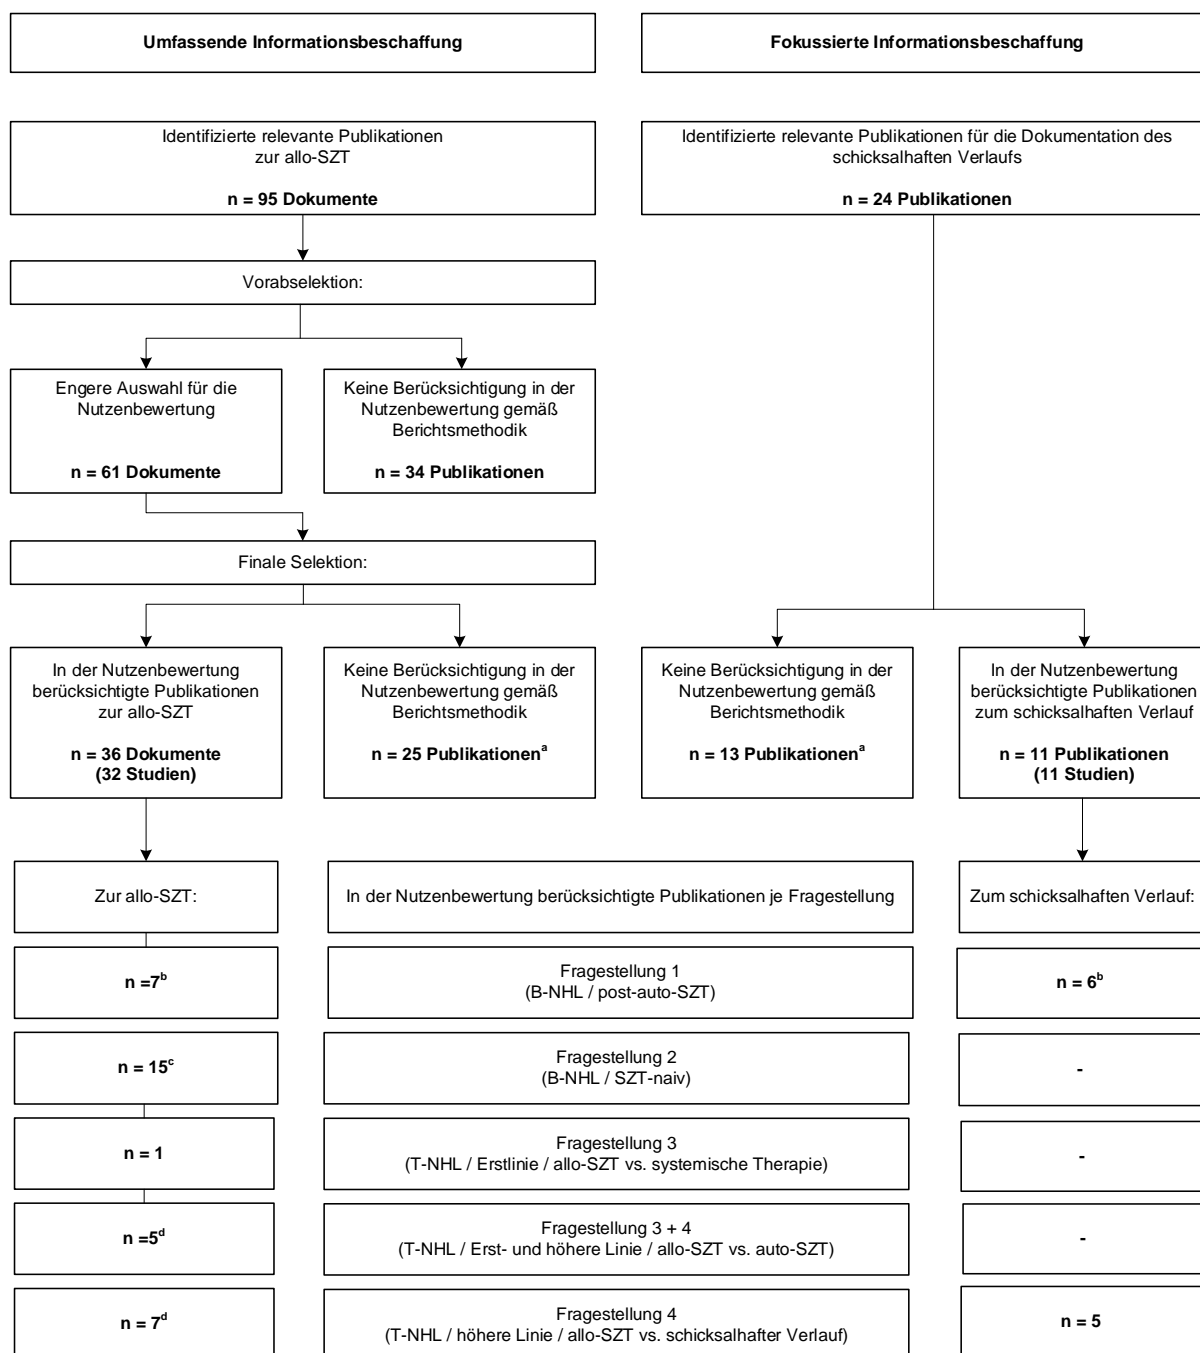 Umfassende Informationsbeschaffung
Fokussierte Informationsbeschaffung
Identifizierte relevante Publikationen
zur allo-SZT
n = 95 Dokumente
Identifizierte relevante Publikationen für die Dokumentation des
schicksalhaften Verlaufs
n = 24 Publikationen
Vorabselektion:
Engere Auswahl für die
Nutzenbewertung
n = 61 Dokumente
Keine Berücksichtigung in der
Nutzenbewertung gemäß
Berichtsmethodik
n = 34 Publikationen
Finale Selektion:
In der Nutzenbewertung
berücksichtigte Publikationen
zur allo-SZT
n = 36 Dokumente
(32 Studien)
Keine Berücksichtigung in der
Nutzenbewertung gemäß
Berichtsmethodik
n = 25 Publikationen^a
Keine Berücksichtigung in der
Nutzenbewertung gemäß
Berichtsmethodik
n = 13 Publikationen^a
In der Nutzenbewertung
berücksichtigte Publikationen
zum schicksalhaften Verlauf
n = 11 Publikationen
(11 Studien)
Zur allo-SZT:
In der Nutzenbewertung berücksichtigte Publikationen je Fragestellung
Zum schicksalhaften Verlauf:
n =7^b
Fragestellung 1
(B-NHL / post-auto-SZT)
n = 6^b
n = 15^c
Fragestellung 2
(B-NHL / SZT-naiv)
-
n = 1
Fragestellung 3
(T-NHL / Erstlinie / allo-SZT vs. systemische Therapie)
-
n =5^d
Fragestellung 3 + 4
(T-NHL / Erst- und höhere Linie / allo-SZT vs. auto-SZT)
-
n = 7^d
Fragestellung 4
(T-NHL / höhere Linie / allo-SZT vs. schicksalhafter Verlauf)
n = 5